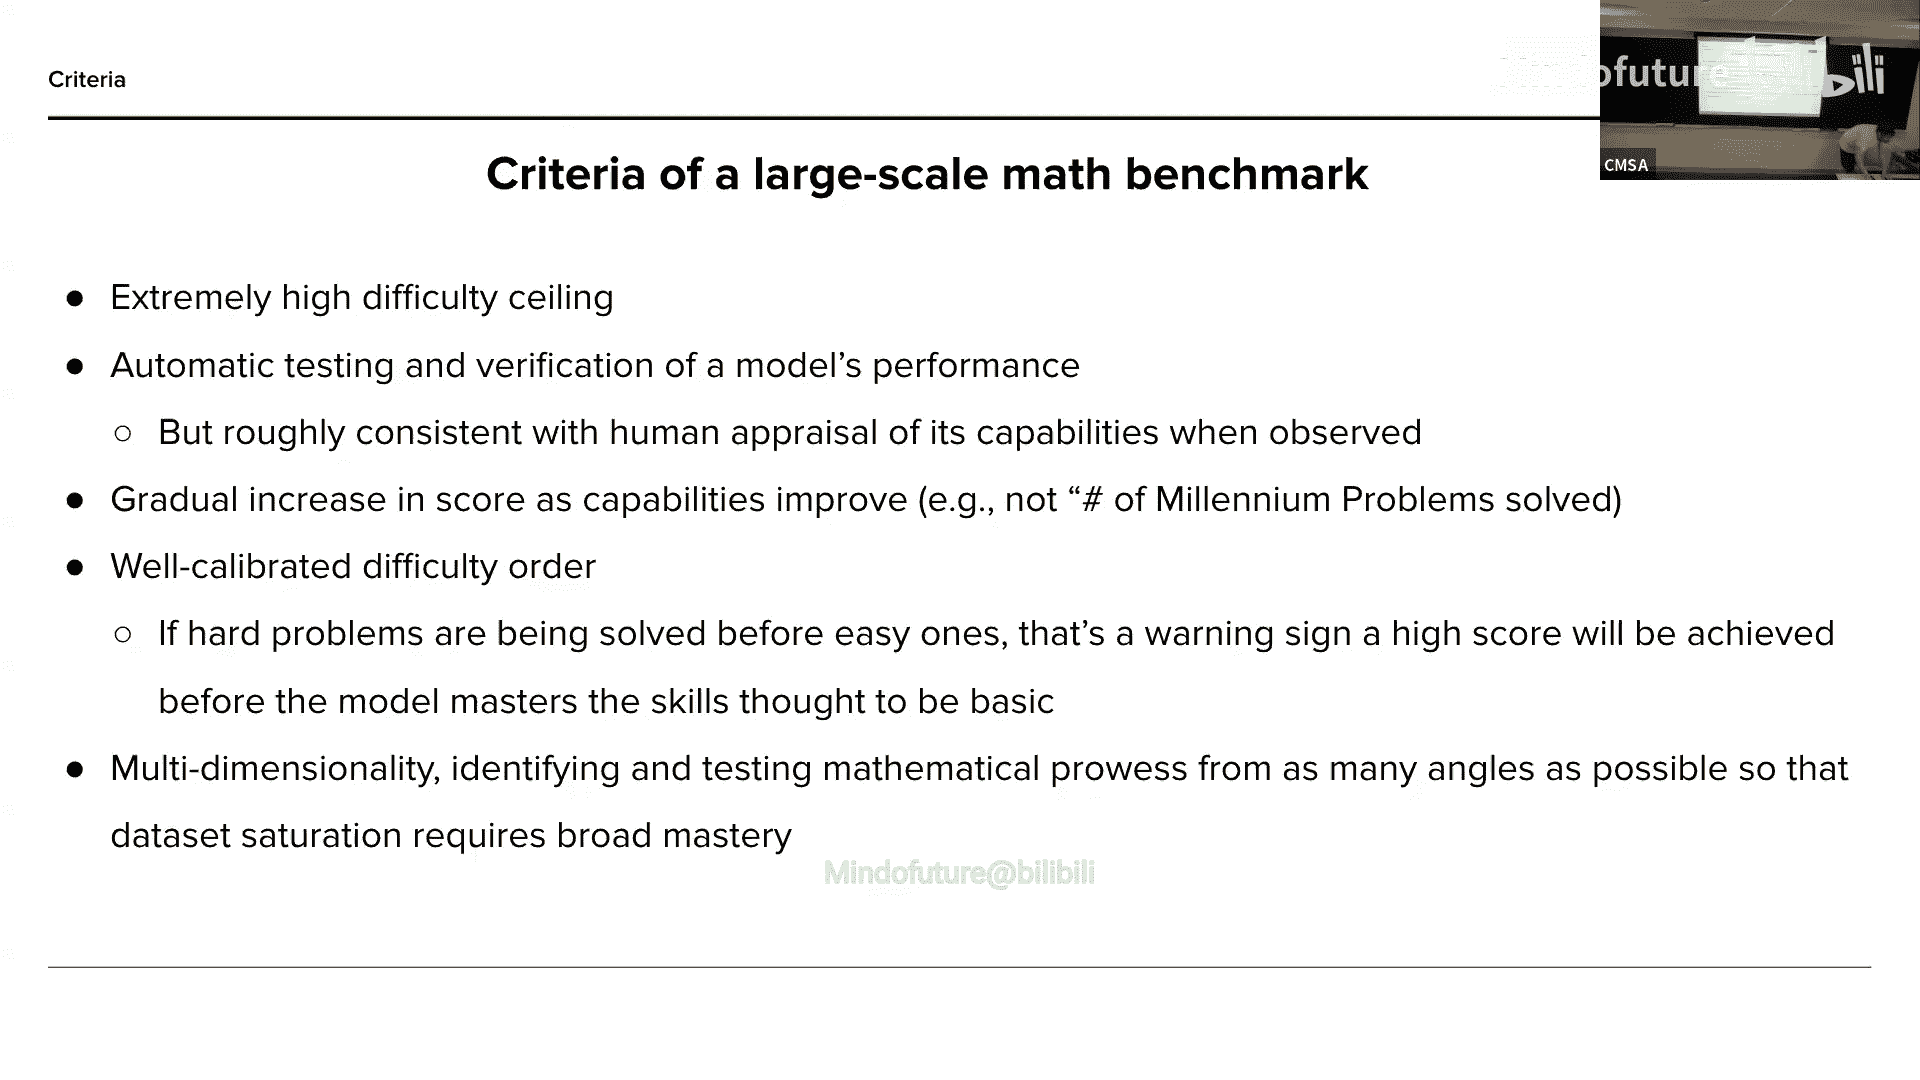 Criteria
ofuture
bili
CMSA
Criteria of a large-scale math benchmark
● Extremely high difficulty ceiling
● Automatic testing and verification of a model’s performance
○ But roughly consistent with human appraisal of its capabilities when observed
● Gradual increase in score as capabilities improve (e.g., not “# of Millennium Problems solved)
● Well-calibrated difficulty order
○ If hard problems are being solved before easy ones, that’s a warning sign a high score will be achieved
before the model masters the skills thought to be basic
● Multi-dimensionality, identifying and testing mathematical prowess from as many angles as possible so that
dataset saturation requires broad mastery
Mindofuture@bilibili